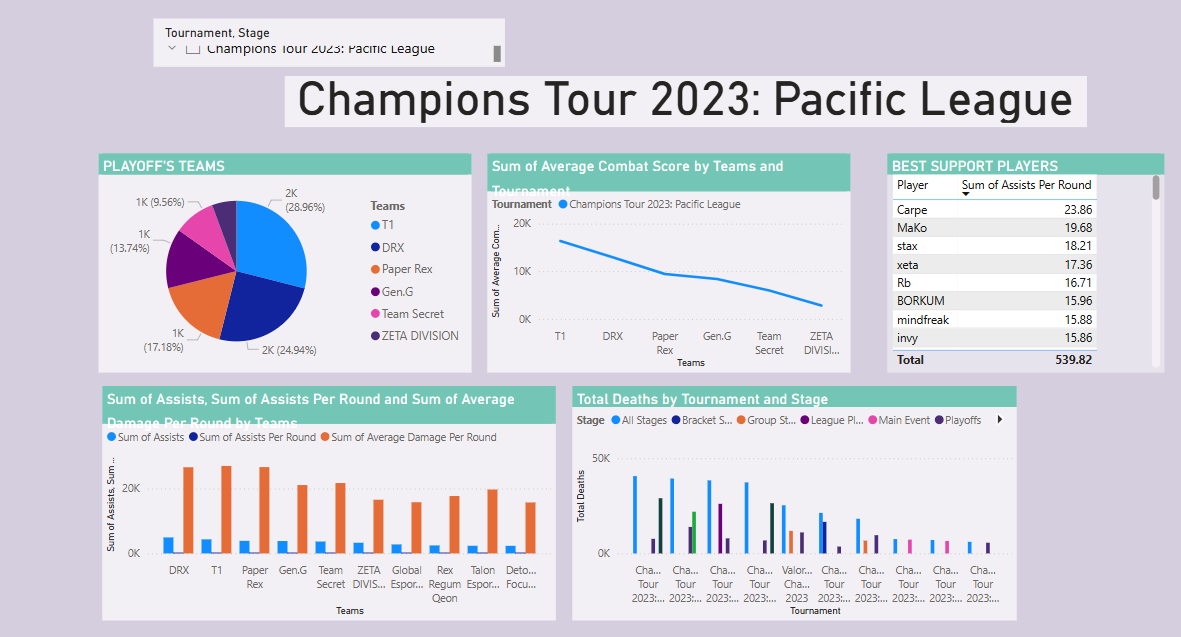 Tournament, Stage
Champions Tour 2023: Pacific League
Champions Tour 2023: Pacific League
PLAYOFF'S TEAMS
2K
(28.96%)
2K (24.94%)
1K
(17.18%)
1K
(13.74%)
1K (9.56%)
Teams
T1
DRX
Paper Rex
Gen.G
Team Secret
ZETA DIVISION
Sum of Average Combat Score by Teams and
Tournament
Tournament Champions Tour 2023: Pacific League
Sum of Average Com...
20K
10K
0K
T1 DRX Paper Gen.G Team ZETA
Rex Secret DIVISI...
Teams
BEST SUPPORT PLAYERS
Player Sum of Assists Per Round
Carpe 23.86
MaKo 19.68
stax 18.21
xeta 17.36
Rb 16.71
BORKUM 15.96
mindfreak 15.88
invy 15.86
Total 539.82
Sum of Assists, Sum of Assists Per Round and Sum of Average
Damage Per Round by Teams
Sum of Assists Sum of Assists Per Round Sum of Average Damage Per Round
Sum of Assists, Sum ...
20K
0K
DRX T1 Paper Gen.G Team ZETA Global Rex Talon Deto...
Rex Secret DIVIS... Espor... Regum Espor... Focu...
Qeon
Teams
Total Deaths by Tournament and Stage
Stage All Stages Bracket S... Group St... League Pl... Main Event Playoffs
Total Deaths
50K
0K
Cha... Cha... Cha... Cha... Valor... Cha... Cha... Cha... Cha... Cha...
Tour Tour Tour Tour Cha... Tour Tour Tour Tour Tour
2023:... 2023:... 2023:... 2023:... 2023 2023:... 2023:... 2023:... 2023:... 2023:...
Tournament